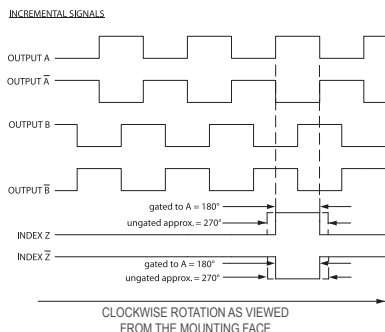 INCREMENTAL SIGNALS
OUTPUT A
OUTPUT A̅
OUTPUT B
OUTPUT B̅
gated to A = 180°
ungated approx. = 270°
INDEX Z
INDEX Z̅
gated to A = 180°
ungated approx. = 270°
CLOCKWISE ROTATION AS VIEWED
FROM THE MOUNTING FACE